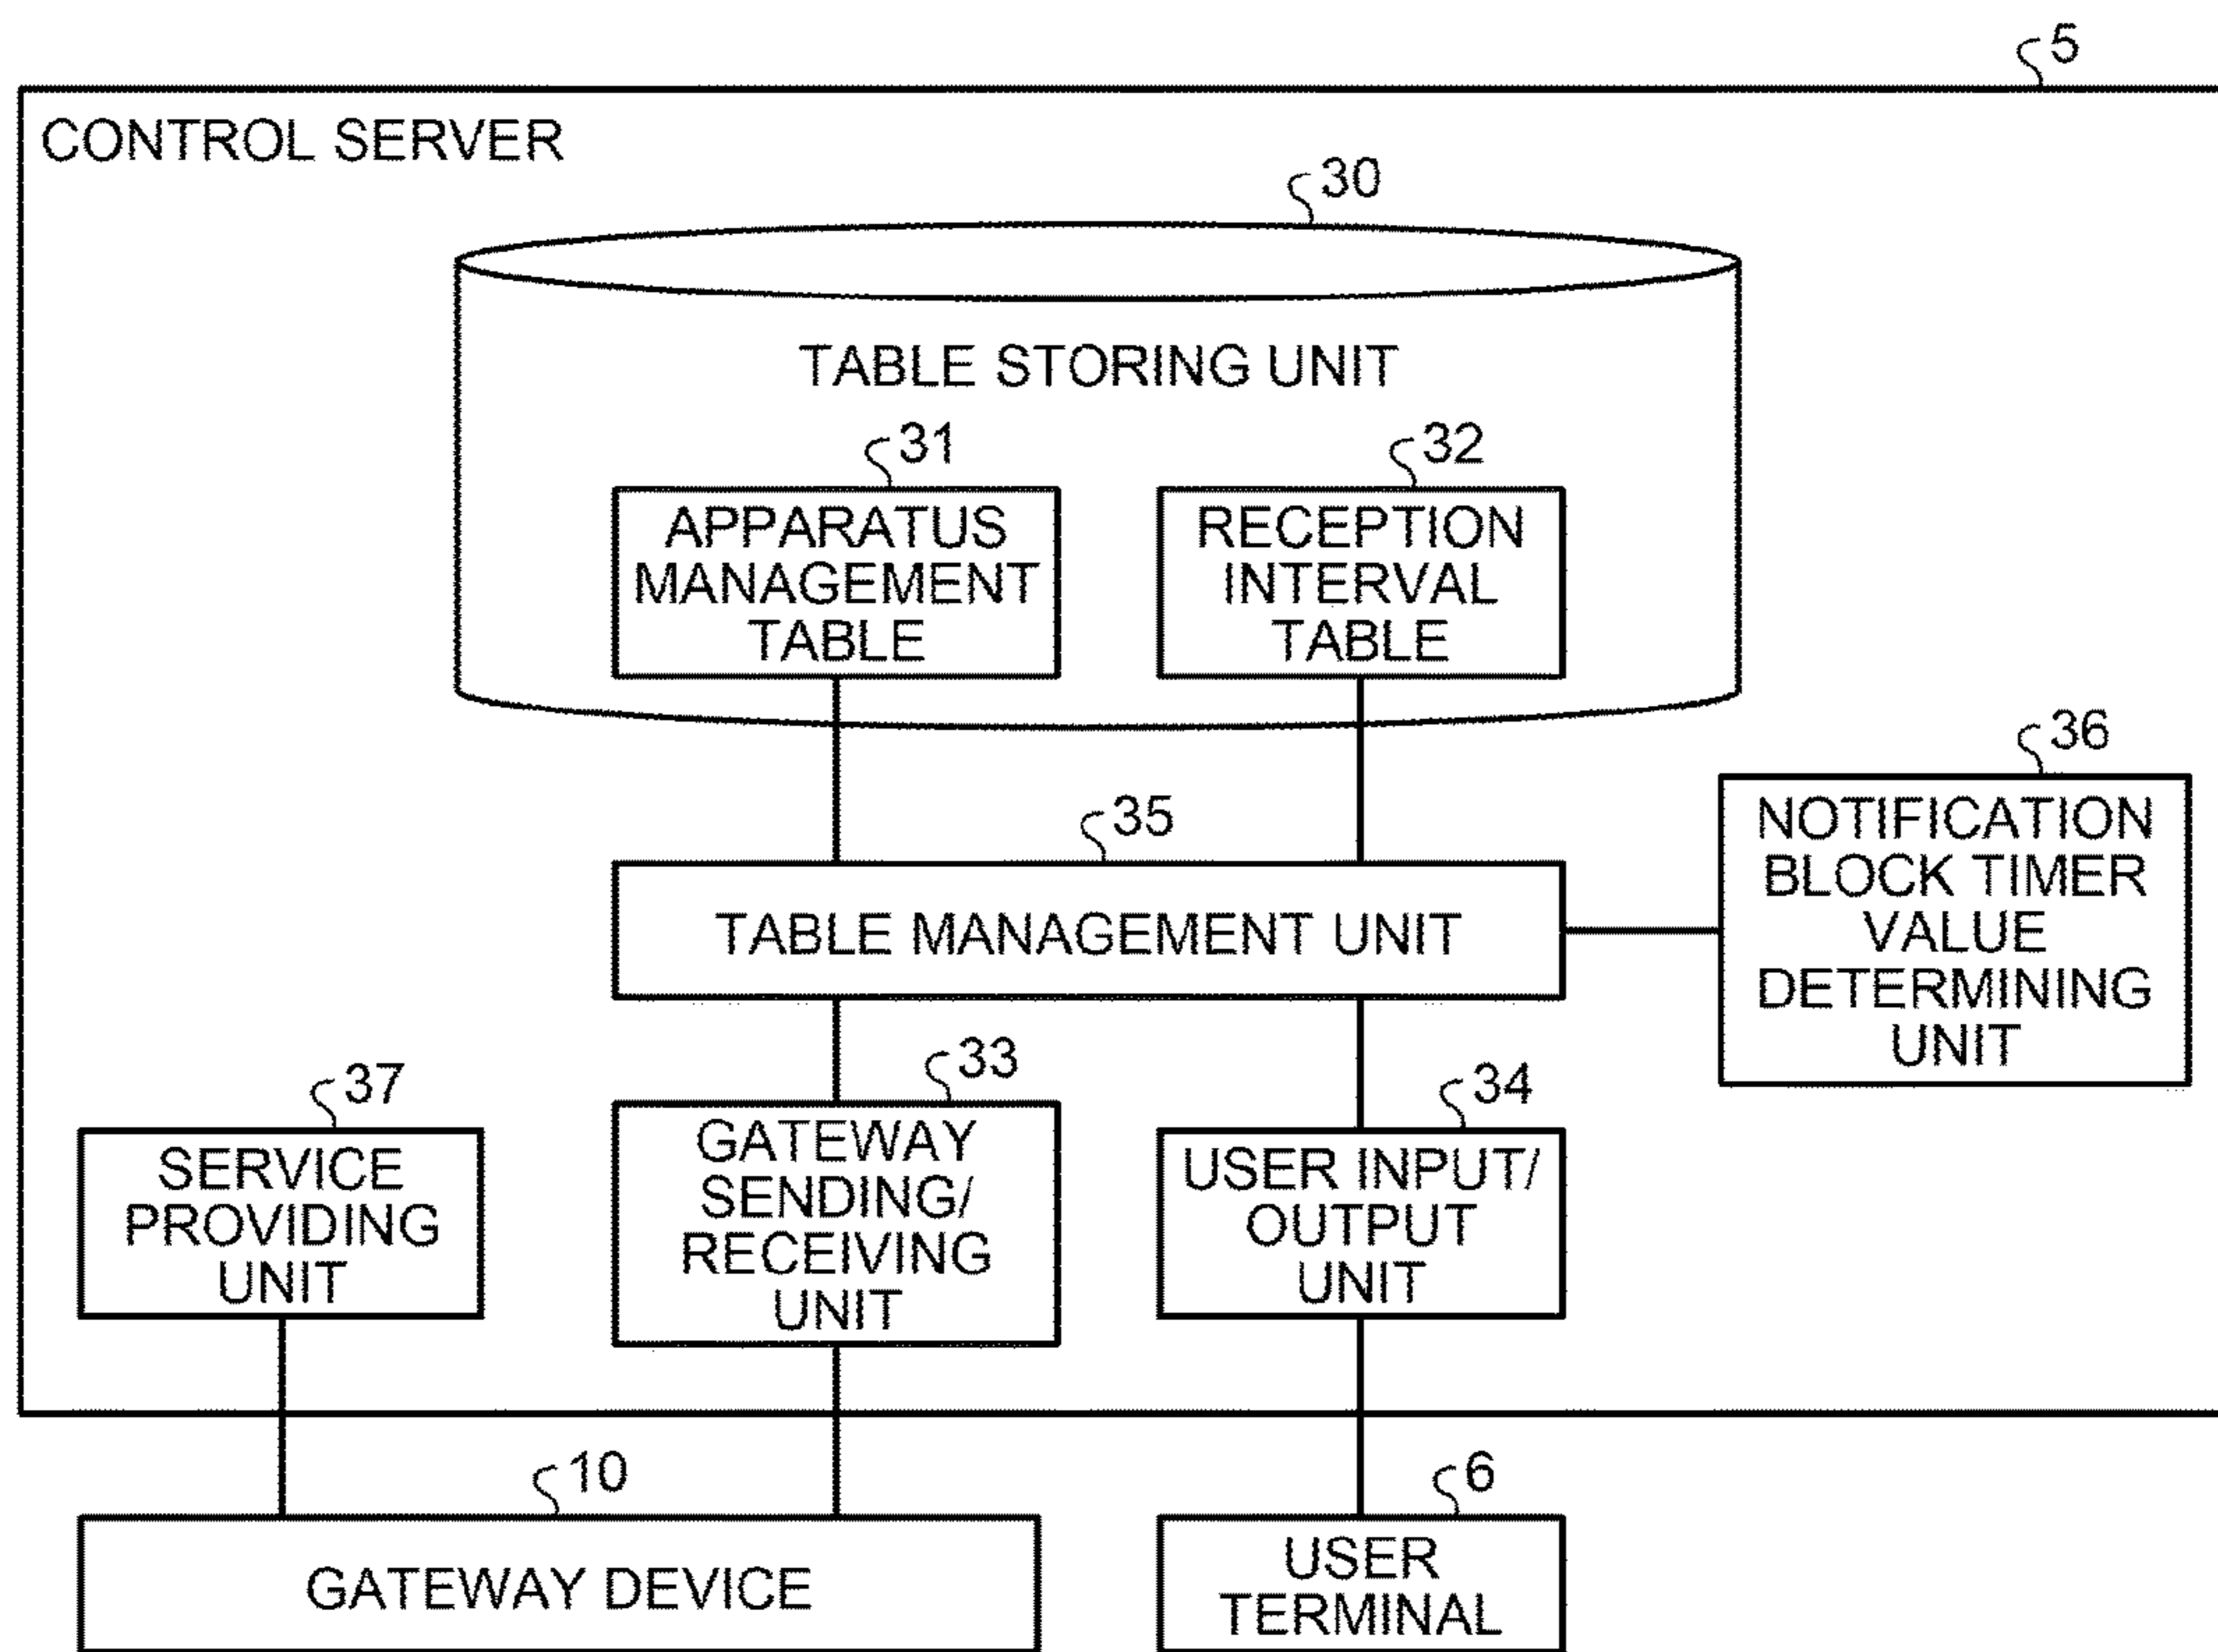 5
CONTROL SERVER
30
TABLE STORING UNIT
31
APPARATUS
MANAGEMENT
TABLE
32
RECEPTION
INTERVAL
TABLE
35
TABLE MANAGEMENT UNIT
36
NOTIFICATION
BLOCK TIMER
VALUE
DETERMINING
UNIT
37
SERVICE
PROVIDING
UNIT
33
GATEWAY
SENDING/
RECEIVING
UNIT
34
USER INPUT/
OUTPUT
UNIT
10
GATEWAY DEVICE
6
USER
TERMINAL